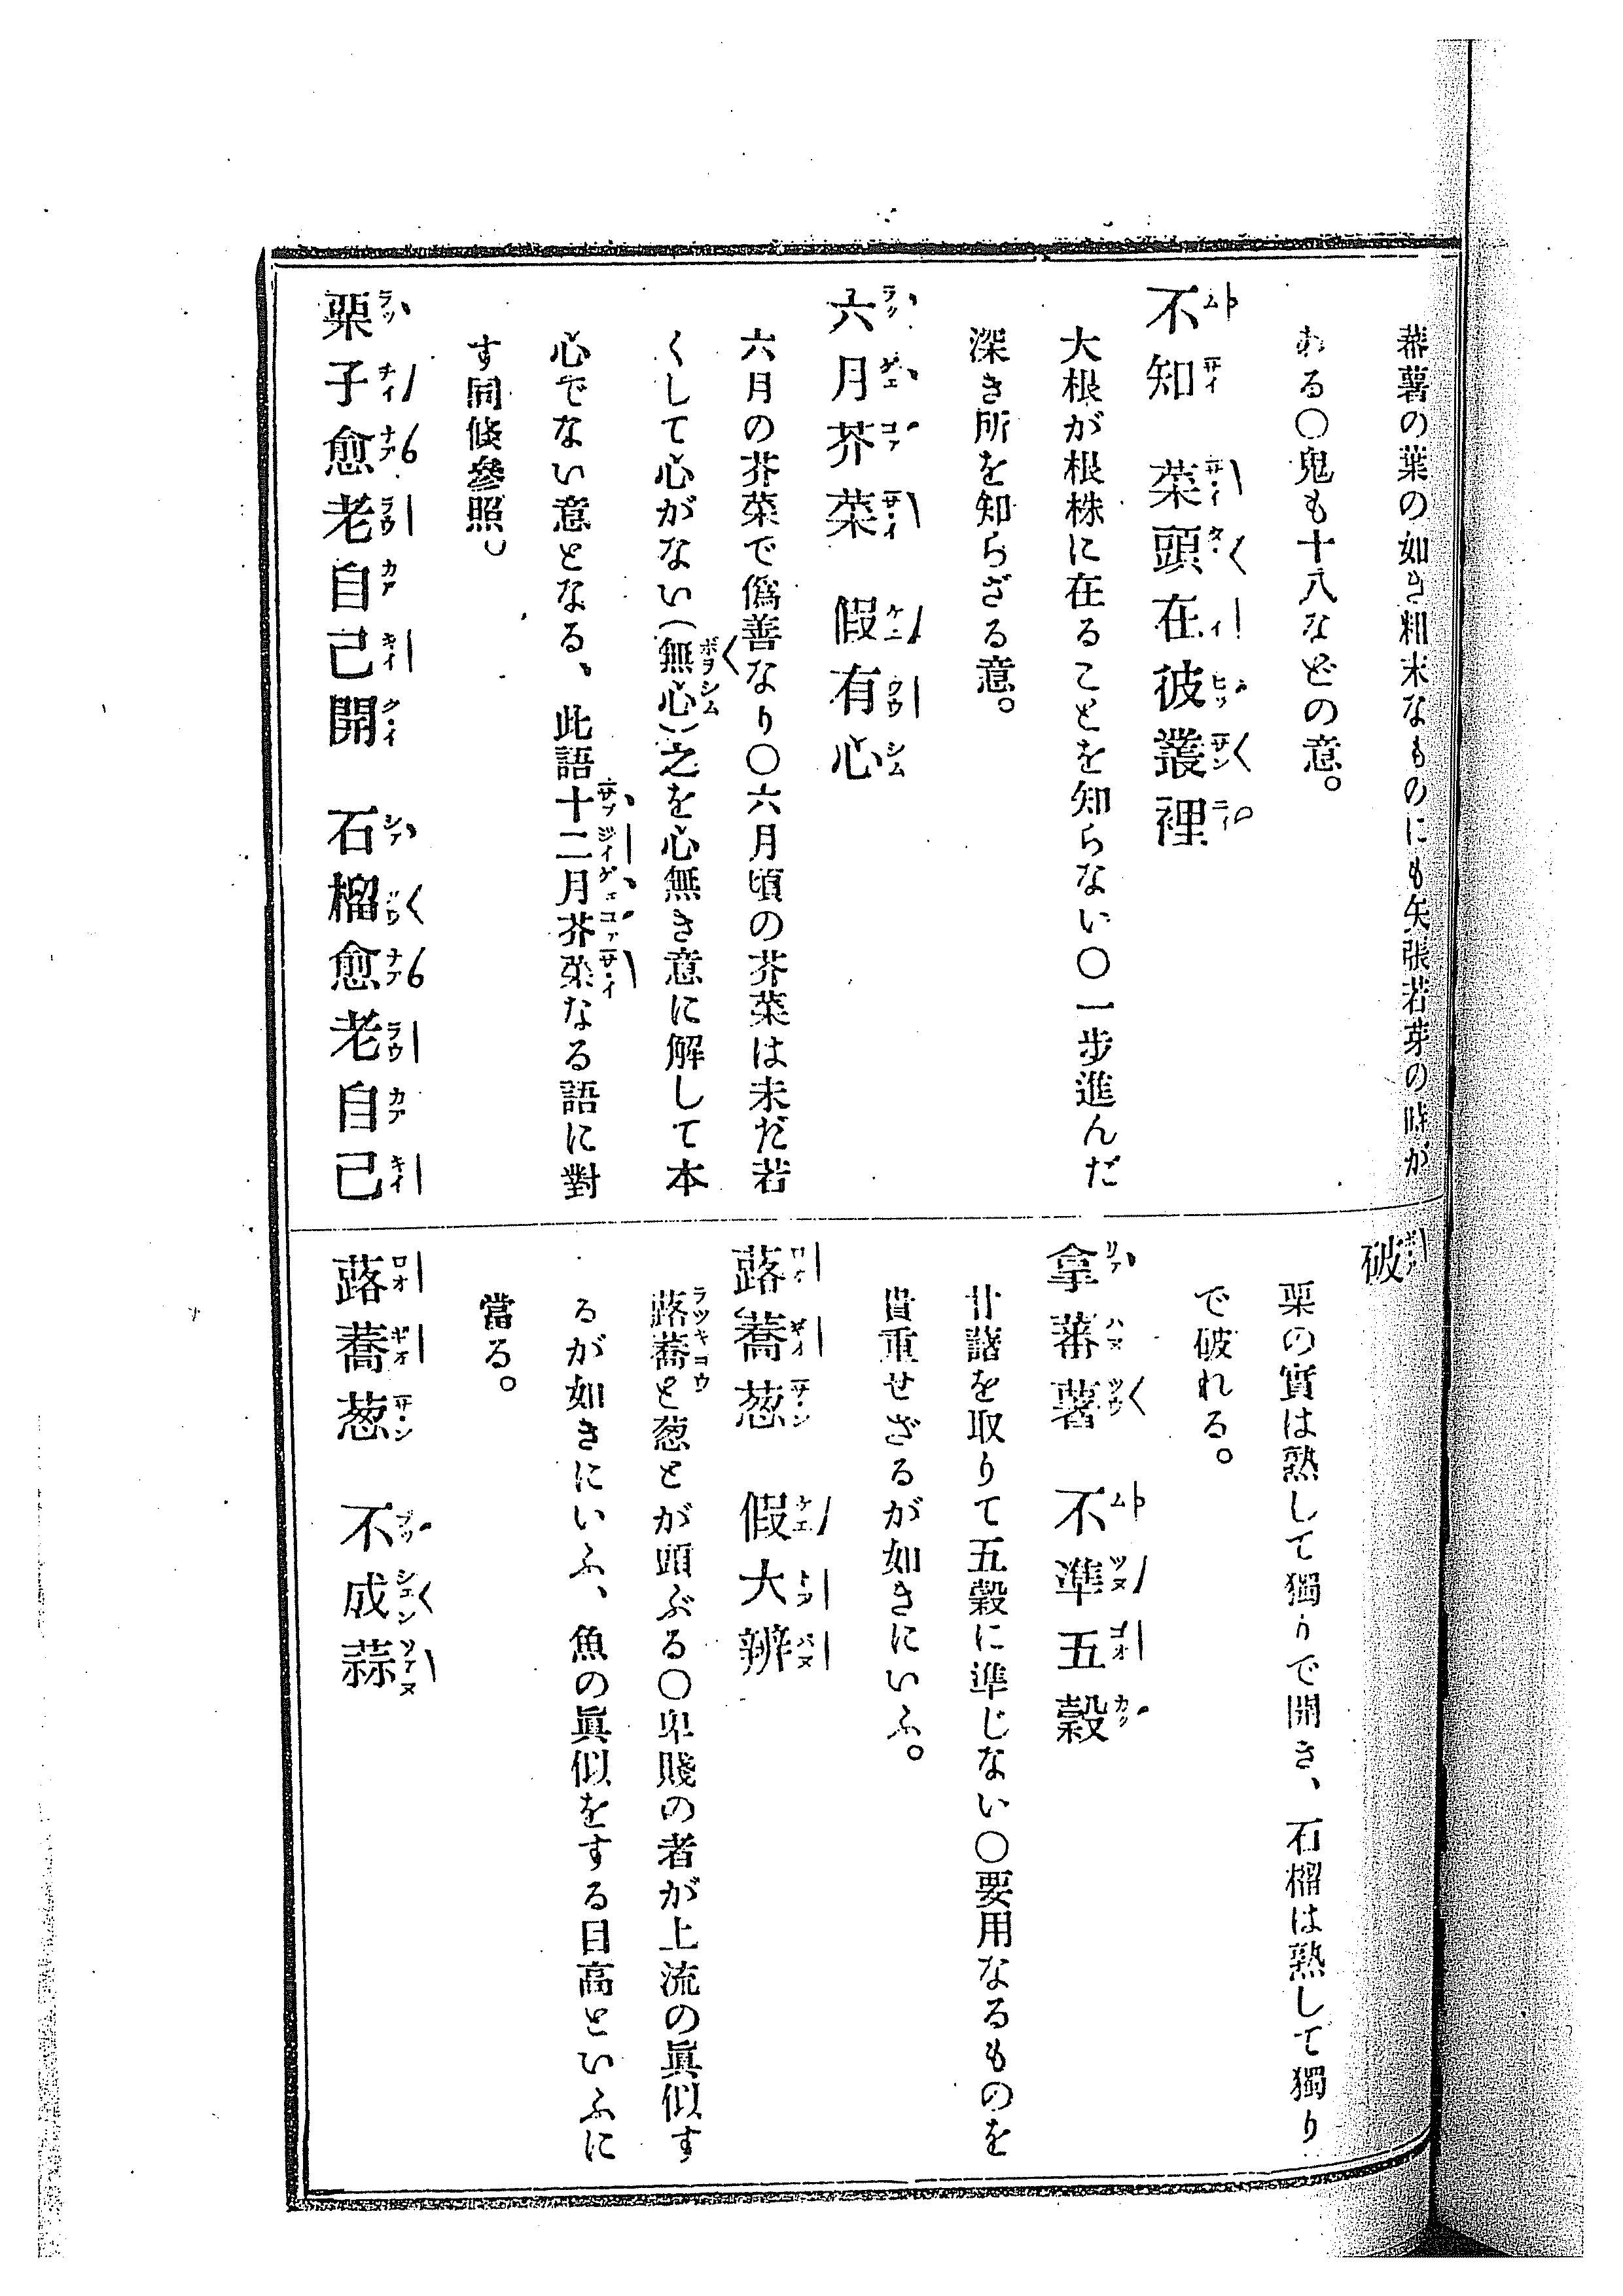 蕃薯の葉の如き粗末なものにも矢張若芽の時が
ある〇鬼も十八などの意。
不知　菜頭在彼叢裡
大根が根株に在ることを知らない〇一步進んだ
深き所を知らざる意。
六月芥菜　假有心
六月の芥菜で僞善なり〇六月頃の芥菜は未だ若
くして心がない(無心)之を心無き意に解して本
心でない意となる、此語十二月芥菜なる語に對
す同條參照。
栗子愈老自己開　石榴愈老自己
破
栗の實は熟して獨りで開き、石榴は熟して獨り
で破れる。
拿蕃薯　不準五穀
甘藷を取りて五穀に準じない〇要用なるものを
貴重せざるが如きにいふ。
蕗蕎葱　假大辨
蕗蕎と葱とが頭ぶる〇卑賤の者が上流の眞似す
るが如きにいふ、魚の眞似をする目高といふに
當る。
蕗蕎葱　不成蒜